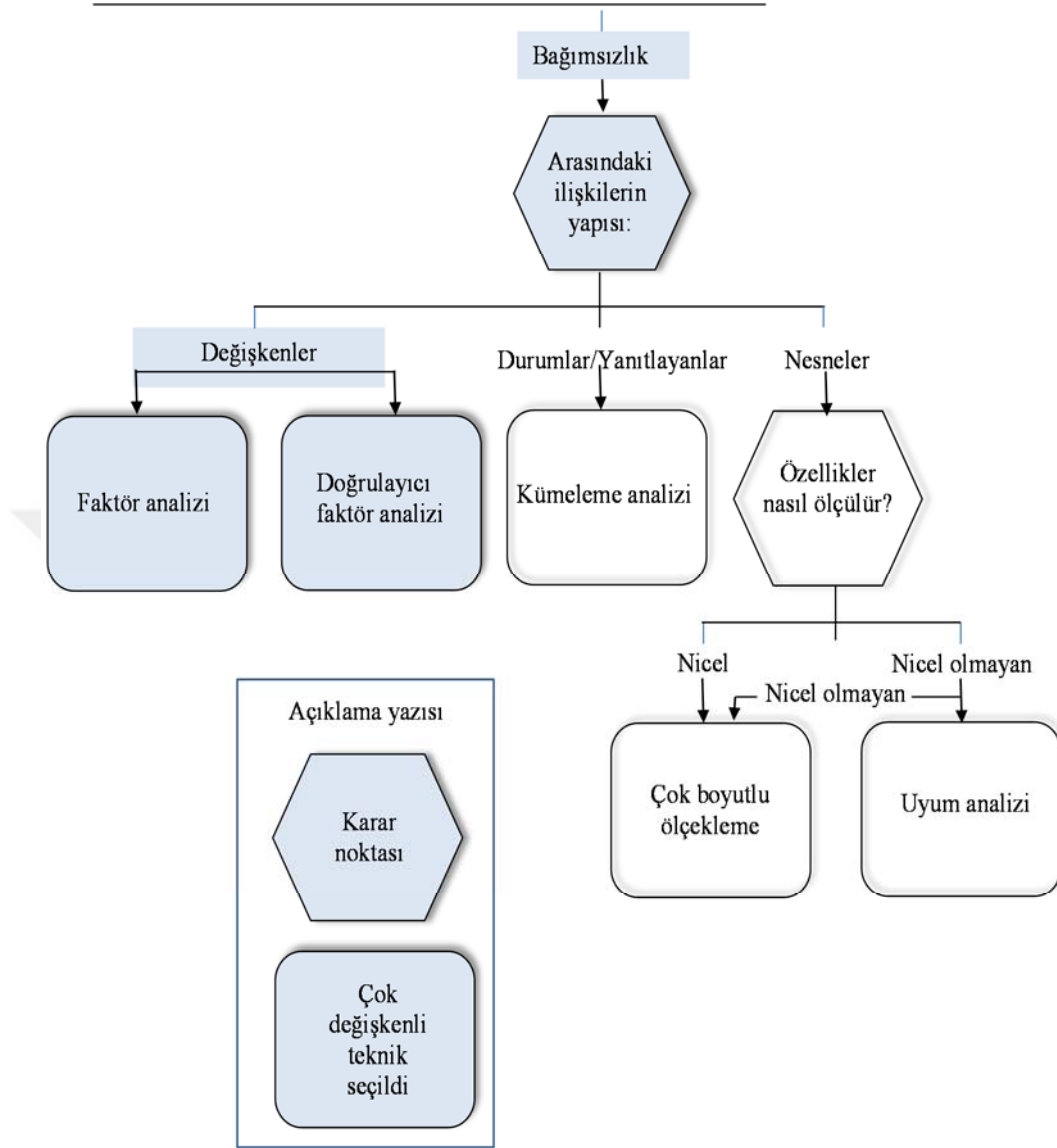 Bağımsızlık
Arasındaki
ilişkilerin
yapısı:
Değişkenler
Durumlar/Yanıtlayanlar
Nesneler
Faktör analizi
Doğrulayıcı
faktör analizi
Kümeleme analizi
Özellikler
nasıl ölçülür?
Nicel
Nicel olmayan
Nicel olmayan
Çok boyutlu
ölçekleme
Uyum analizi
Açıklama yazısı
Karar
noktası
Çok
değişkenli
teknik
seçildi